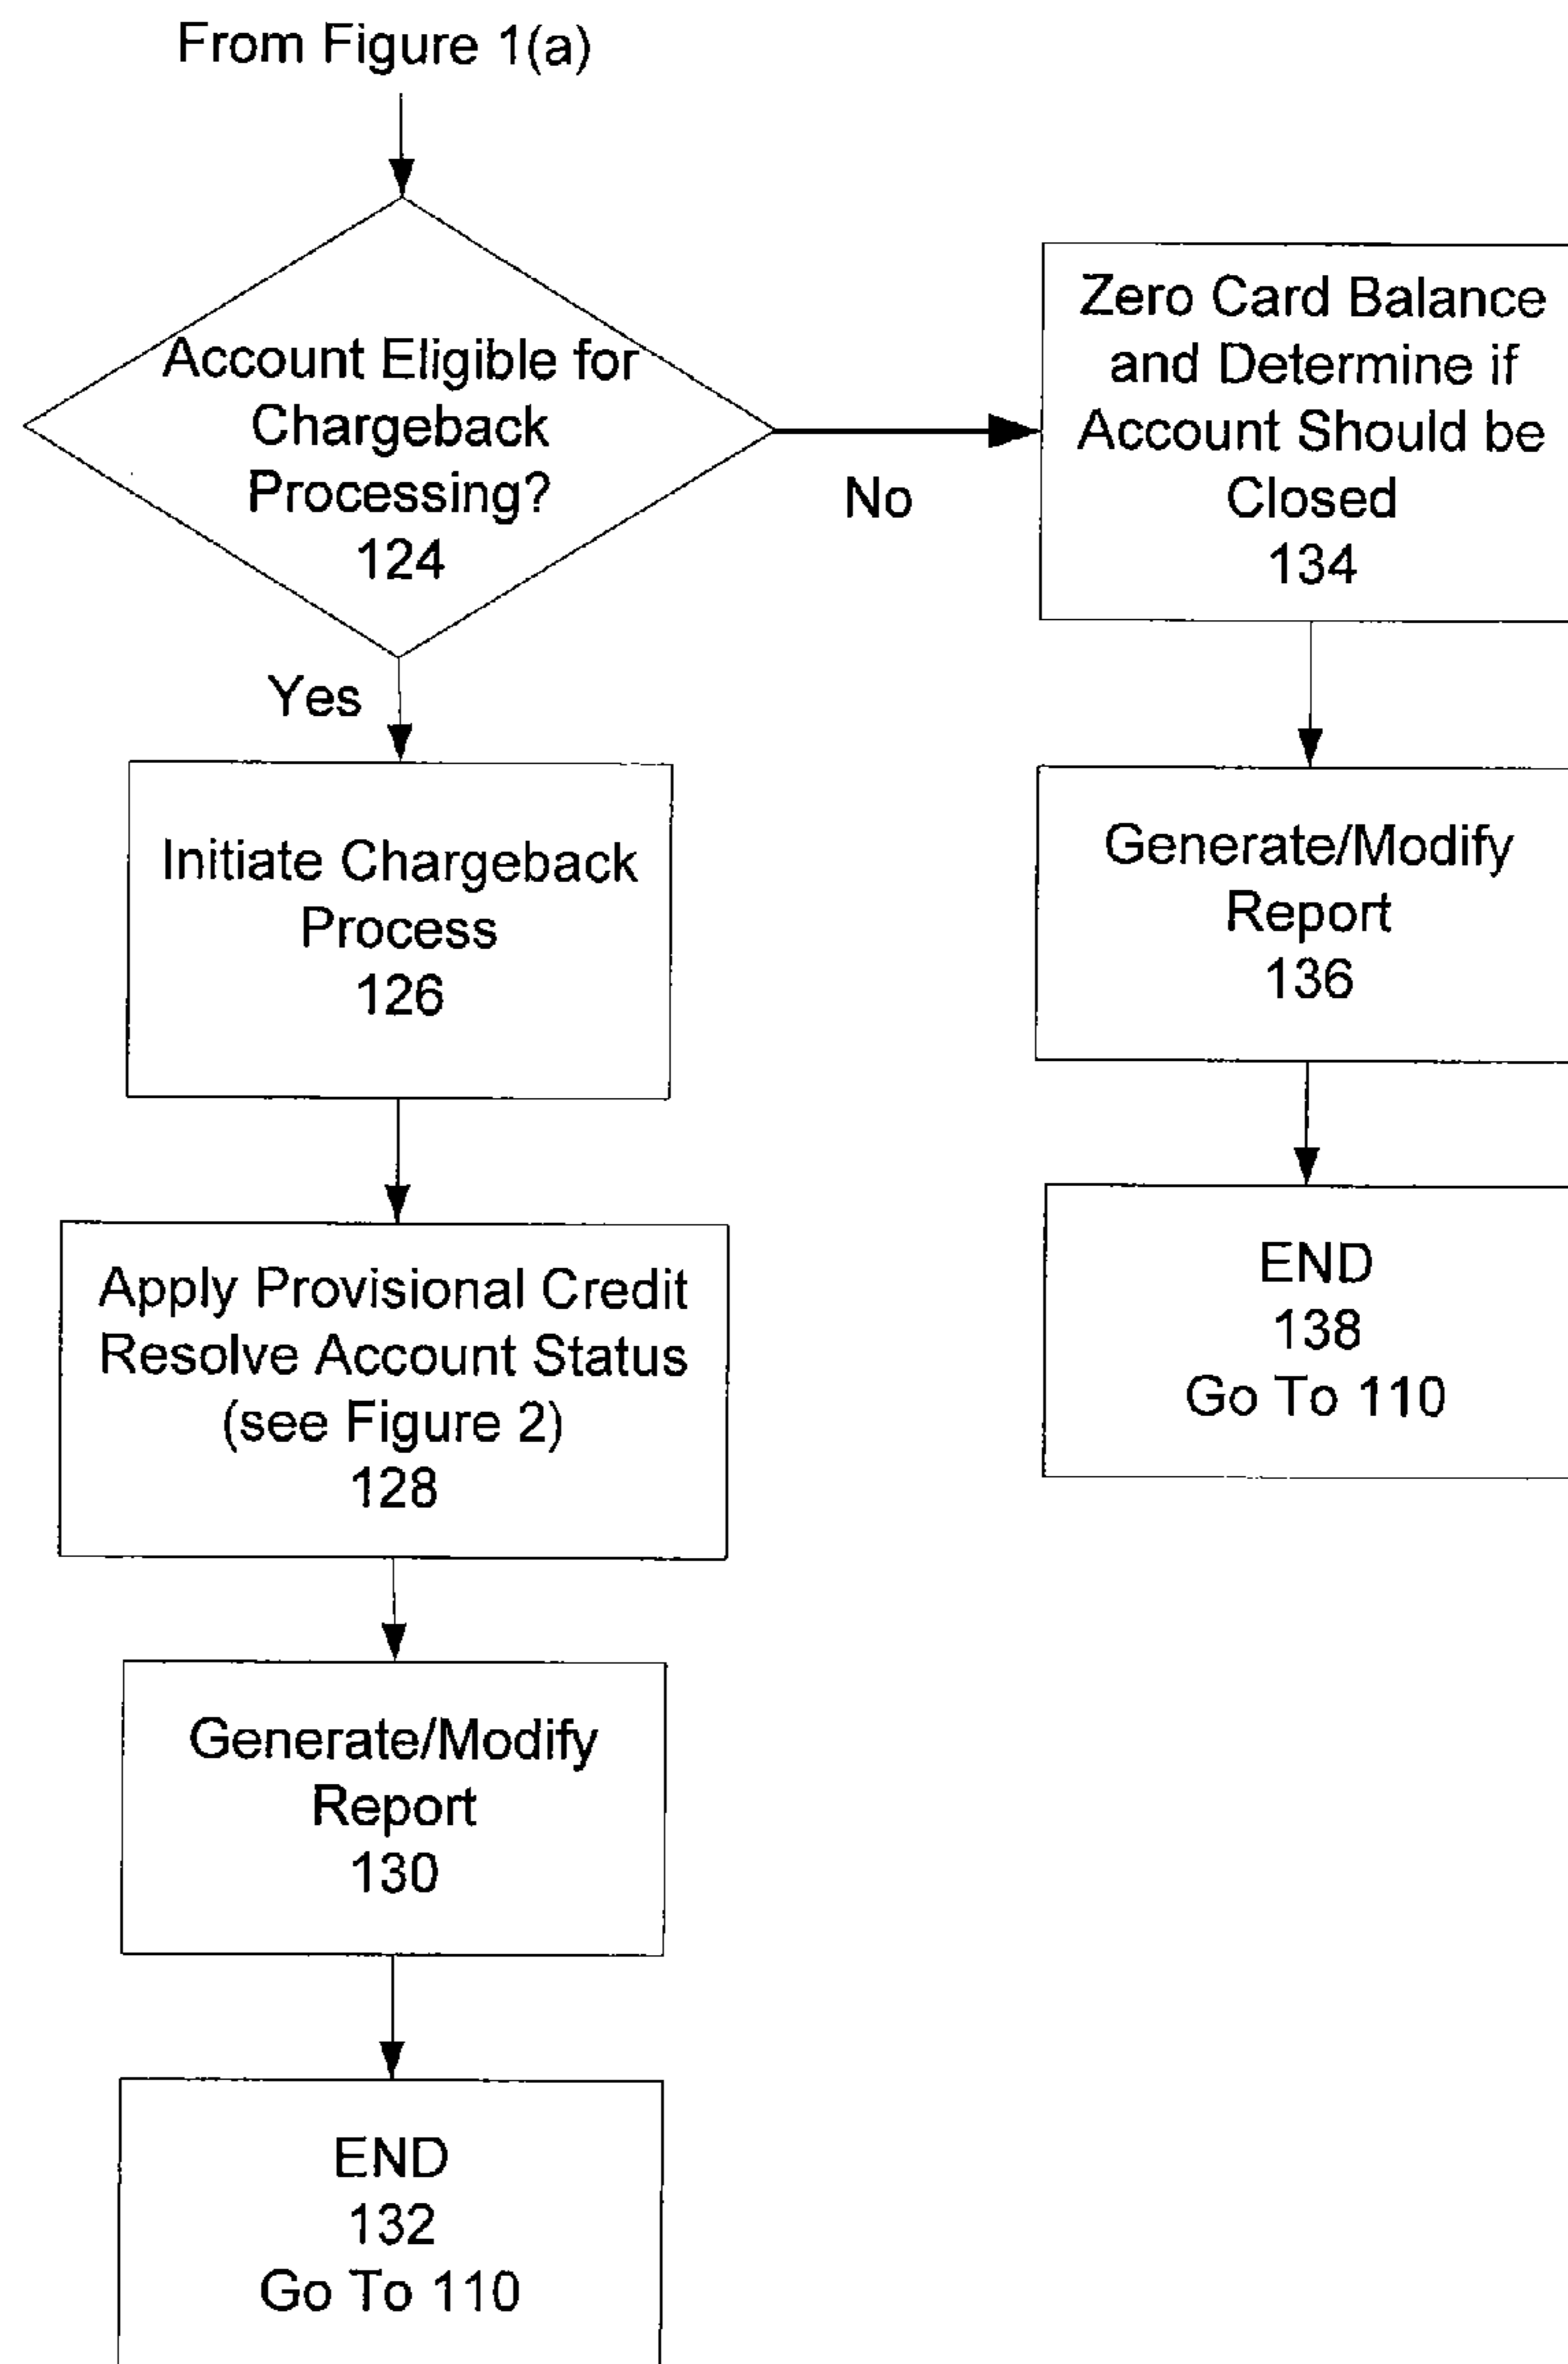 From Figure 1(a)
Account Eligible for
Chargeback
Processing?
124
No
Yes
Zero Card Balance
and Determine if
Account Should be
Closed
134
Initiate Chargeback
Process
126
Generate/Modify
Report
136
Apply Provisional Credit
Resolve Account Status
(see Figure 2)
128
END
138
Go To 110
Generate/Modify
Report
130
END
132
Go To 110